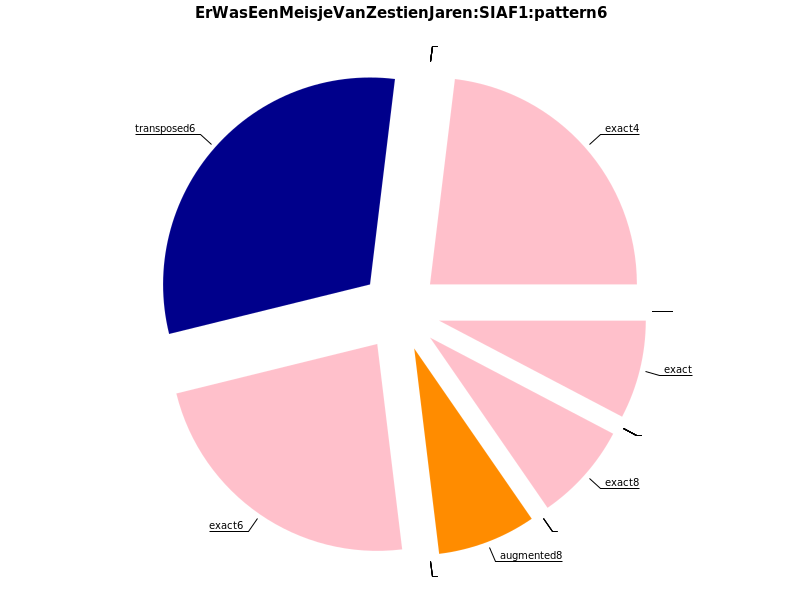 ErWasEenMeisjeVanZestienJaren:SIAF1:pattern6
transposed6
exact4
exact
exact8
exact6
augmented8